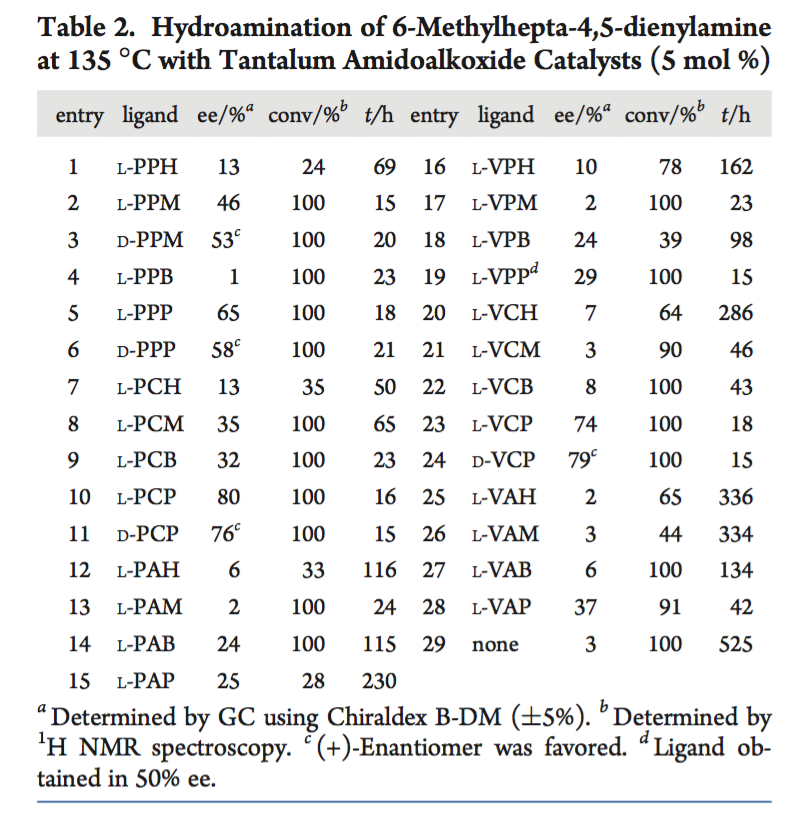 Table 2. Hydroamination of 6-Methylhepta-4,5-dienylamine
at 135 °C with Tantalum Amidoalkoxide Catalysts (5 mol %)
entry ligand ee/%a conv/%b t/h entry ligand ee/%a conv/%b t/h
1 L-PPH 13 24 69 16 L-VPH 10 78 162
2 L-PPM 46 100 15 17 L-VPM 2 100 23
3 D-PPM 53c 100 20 18 L-VPB 24 39 98
4 L-PPB 1 100 23 19 L-VPPd 29 100 15
5 L-PPP 65 100 18 20 L-VCH 7 64 286
6 D-PPP 58c 100 21 21 L-VCM 3 90 46
7 L-PCH 13 35 50 22 L-VCB 8 100 43
8 L-PCM 35 100 65 23 L-VCP 74 100 18
9 L-PCB 32 100 23 24 D-VCP 79c 100 15
10 L-PCP 80 100 16 25 L-VAH 2 65 336
11 D-PCP 76c 100 15 26 L-VAM 3 44 334
12 L-PAH 6 33 116 27 L-VAB 6 100 134
13 L-PAM 2 100 24 28 L-VAP 37 91 42
14 L-PAB 24 100 115 29 none 3 100 525
15 L-PAP 25 28 230
a Determined by GC using Chiraldex B-DM (±5%). b Determined by
1H NMR spectroscopy. c (+)-Enantiomer was favored. d Ligand ob-
tained in 50% ee.